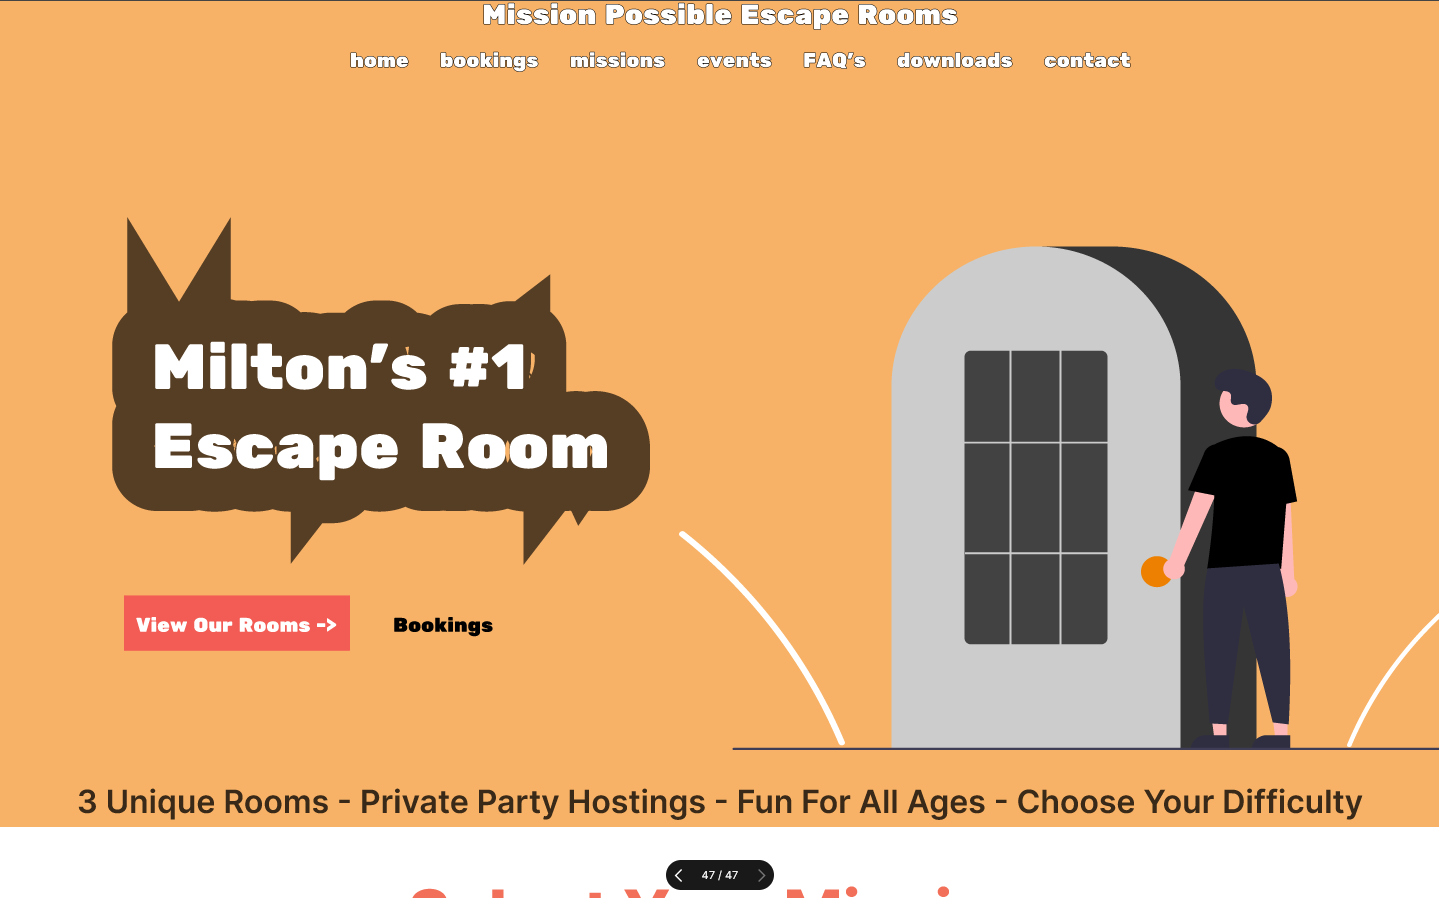 Mission Possible Escape Rooms
home bookings missions events FAQ’s downloads contact
Milton’s #1
Escape Room
View Our Rooms -> Bookings
3 Unique Rooms - Private Party Hostings - Fun For All Ages - Choose Your Difficulty
47 / 47